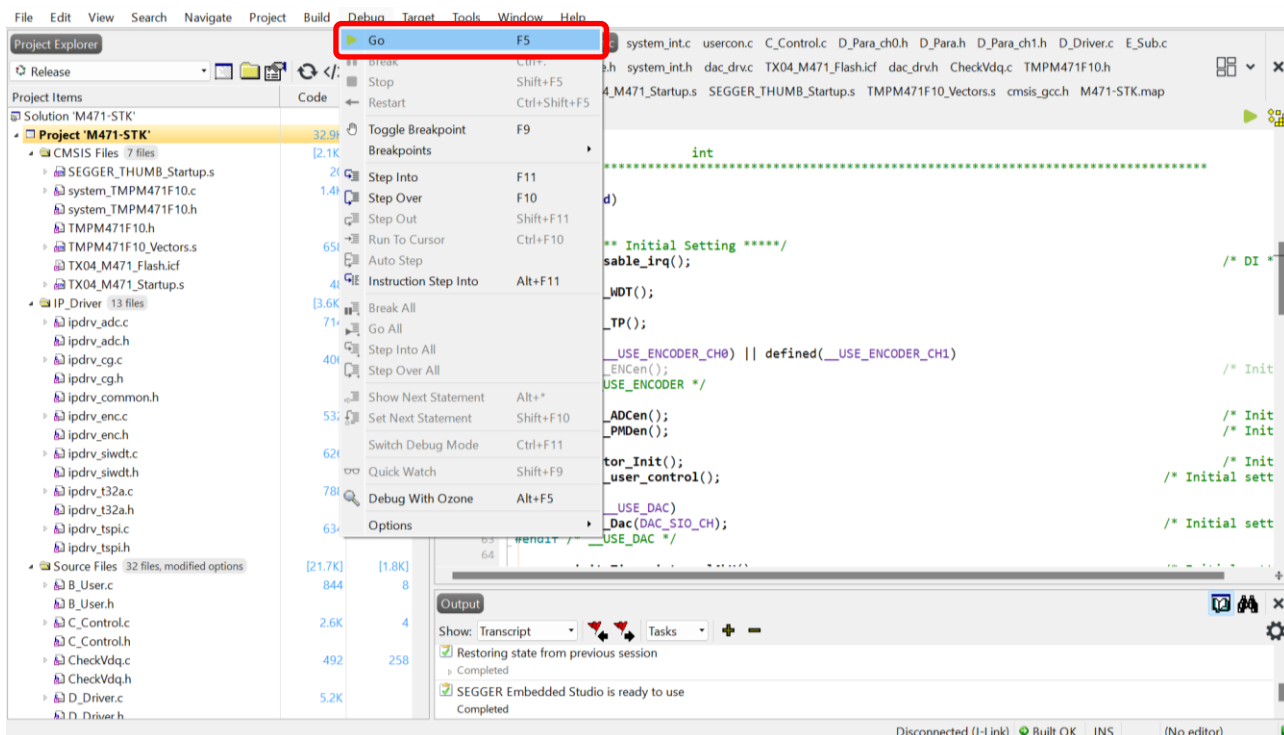 File Edit View Search Navigate Project Build Debug Target Tools Window Help
Project Explorer
Release
Project Items Code
Solution 'M471-STK'
Project 'M471-STK' 32.9
CMSIS Files 7 files [2.1K
SEGGER_THUMB_Startup.s 20
system_TMPM471F10.c 1.4
system_TMPM471F10.h
TMPM471F10.h
TMPM471F10_Vectors.s 658
TX04_M471_Flash.icf
TX04_M471_Startup.s 48
IP_Driver 13 files [3.6K
ipdrv_adc.c 714
ipdrv_adc.h
ipdrv_cg.c 406
ipdrv_cg.h
ipdrv_common.h
ipdrv_enc.c 532
ipdrv_enc.h
ipdrv_siwdt.c 626
ipdrv_siwdt.h
ipdrv_t32a.c 788
ipdrv_t32a.h
ipdrv_tspi.c 634
ipdrv_tspi.h
Source Files 32 files, modified options [21.7K] [1.8K]
B_User.c 844 8
B_User.h
C_Control.c 2.6K 4
C_Control.h
CheckVdq.c 492 258
CheckVdq.h
D_Driver.c 5.2K
D_Driver.h
Go F5
Break Ctrl+.
Stop Shift+F5
Restart Ctrl+Shift+F5
Toggle Breakpoint F9
Breakpoints
Step Into F11
Step Over F10
Step Out Shift+F11
Run To Cursor Ctrl+F10
Auto Step
Instruction Step Into Alt+F11
Break All
Go All
Step Into All
Step Over All
Show Next Statement Alt+*
Set Next Statement Shift+F10
Switch Debug Mode Ctrl+F11
Quick Watch Shift+F9
Debug With Ozone Alt+F5
Options
c system_int.c usercon.c C_Control.c D_Para_ch0.h D_Para.h D_Para_ch1.h D_Driver.c E_Sub.c
e.h system_int.h dac_drv.c TX04_M471_Flash.icf dac_drv.h CheckVdq.c TMPM471F10.h
4_M471_Startup.s SEGGER_THUMB_Startup.s TMPM471F10_Vectors.s cmsis_gcc.h M471-STK.map
int
*******************************************************************************
d)
** Initial Setting *****/
sable_irq(); /* DI *
_WDT();
_TP();
__USE_ENCODER_CH0) || defined(__USE_ENCODER_CH1)
_ENCen(); /* Init
USE_ENCODER */
_ADCen(); /* Init
_PMDen(); /* Init
tor_Init(); /* Init
_user_control(); /* Initial sett
__USE_DAC)
_Dac(DAC_SIO_CH); /* Initial sett
63 #endif /* __USE_DAC */
64
Output
Show: Transcript Tasks
Restoring state from previous session
Completed
SEGGER Embedded Studio is ready to use
Completed
Disconnected (J-Link) Built OK INS (No editor)